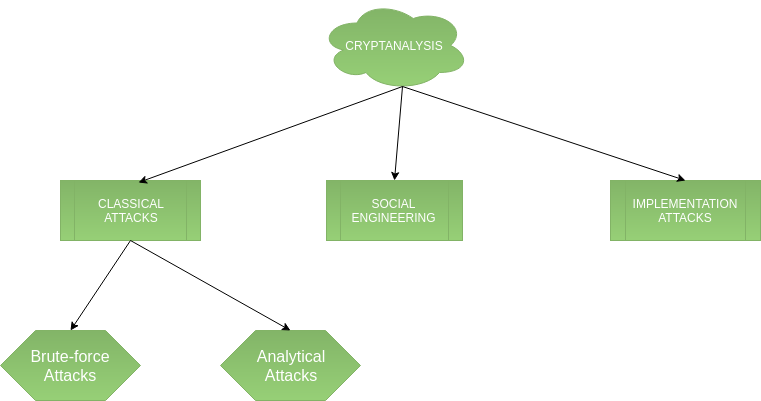 CRYPTANALYSIS
CLASSICAL
ATTACKS
SOCIAL
ENGINEERING
IMPLEMENTATION
ATTACKS
Brute-force
Attacks
Analytical
Attacks